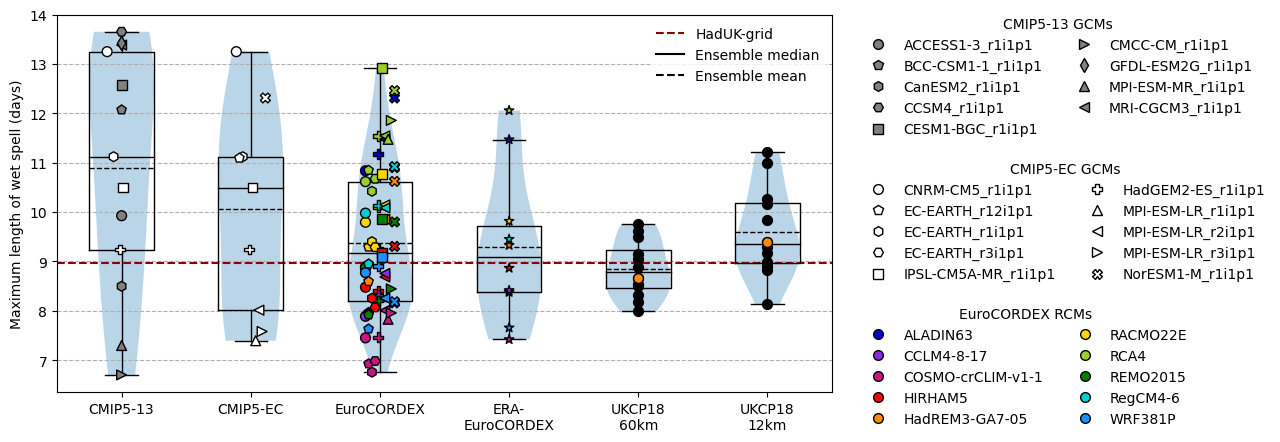 Maximum length of wet spell (days)
14
13
12
11
10
9
8
7
HadUK-grid
Ensemble median
Ensemble mean
CMIP5-13
CMIP5-EC
EuroCORDEX
ERA-
EuroCORDEX
UKCP18
60km
UKCP18
12km
CMIP5-13 GCMs
ACCESS1-3_r1i1p1
BCC-CSM1-1_r1i1p1
CanESM2_r1i1p1
CCSM4_r1i1p1
CESM1-BGC_r1i1p1
CMCC-CM_r1i1p1
GFDL-ESM2G_r1i1p1
MPI-ESM-MR_r1i1p1
MRI-CGCM3_r1i1p1
CMIP5-EC GCMs
CNRM-CM5_r1i1p1
EC-EARTH_r12i1p1
EC-EARTH_r1i1p1
EC-EARTH_r3i1p1
IPSL-CM5A-MR_r1i1p1
HadGEM2-ES_r1i1p1
MPI-ESM-LR_r1i1p1
MPI-ESM-LR_r2i1p1
MPI-ESM-LR_r3i1p1
NorESM1-M_r1i1p1
EuroCORDEX RCMs
ALADIN63
CCLM4-8-17
COSMO-crCLIM-v1-1
HIRHAM5
HadREM3-GA7-05
RACMO22E
RCA4
REMO2015
RegCM4-6
WRF381P